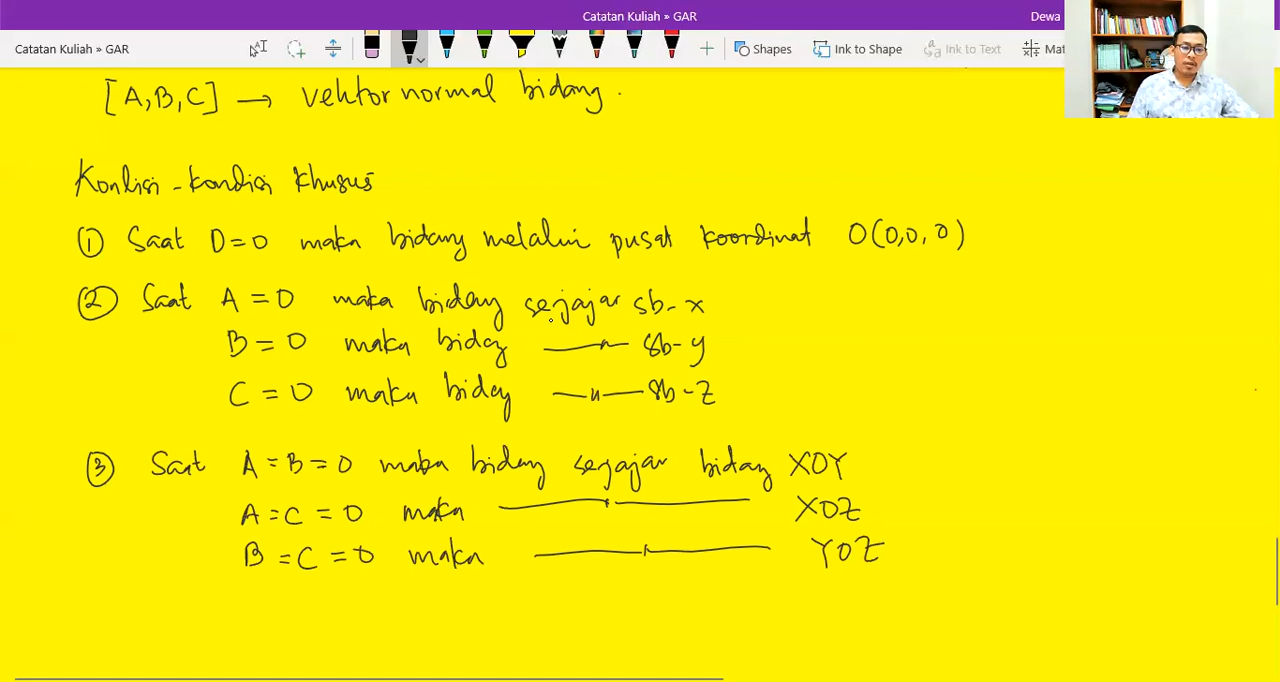 Catatan Kuliah » GAR
Dewa
Catatan Kuliah » GAR
Shapes
Ink to Shape
Ink to Text
Mat
[A,B,C] → vektor normal bidang.
Kondisi - kondisi khusus
① Saat D=0 maka bidang melalui pusat koordinat O(0,0,0)
② Saat A = 0 maka bidang sejajar sb-x
B = 0 maka bidang —〃— sb-y
C = 0 maka bidang —〃— sb-z
③ Saat A=B=0 maka bidang sejajar bidang XOY
A=C=0 maka —〃— XOZ
B=C=0 maka —〃— YOZ